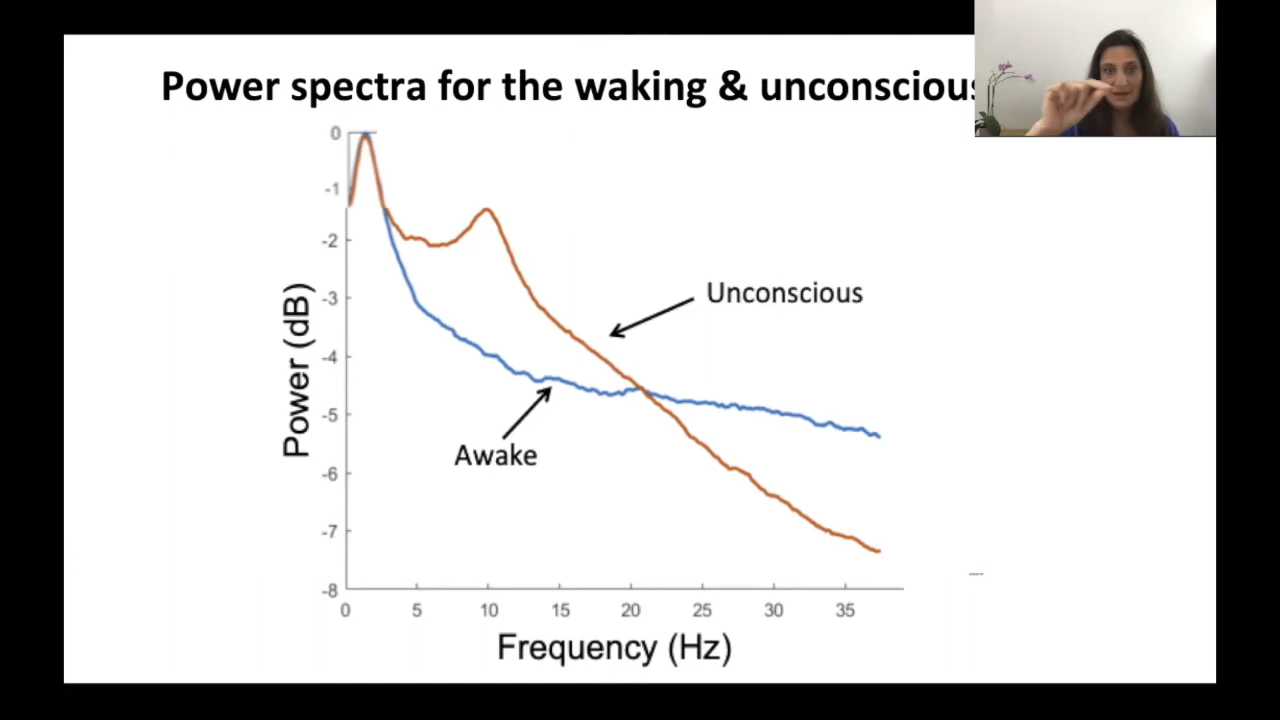 Power spectra for the waking & unconscious
0
-1
-2
-3
-4
-5
-6
-7
-8
Power (dB)
Unconscious
Awake
0 5 10 15 20 25 30 35
Frequency (Hz)